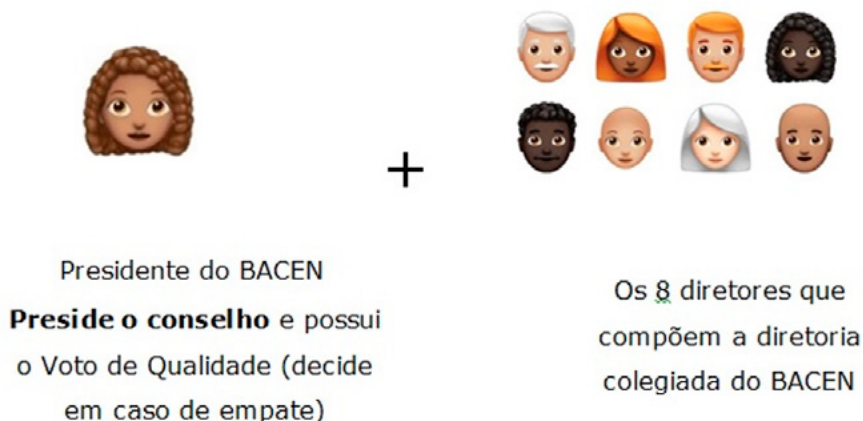 +
Presidente do BACEN
Preside o conselho e possui
o Voto de Qualidade (decide
em caso de empate)
Os 8 diretores que
compõem a diretoria
colegiada do BACEN